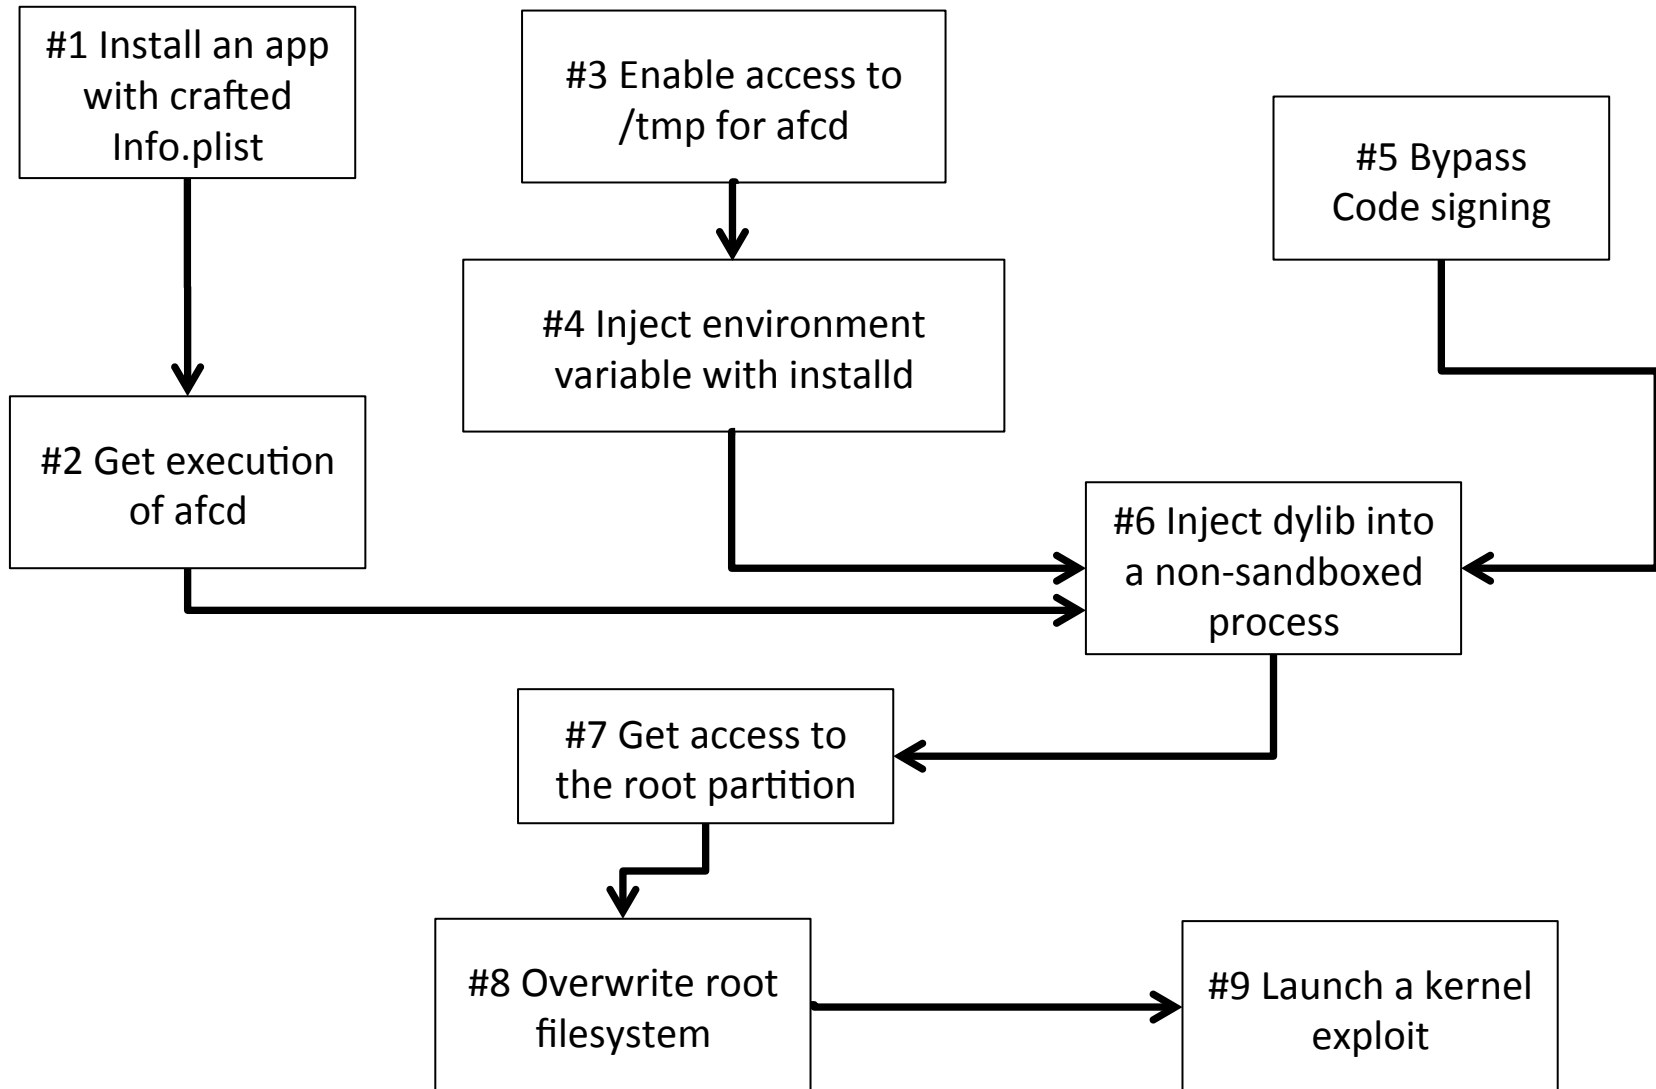 #1 Install an app
with crafted
Info.plist
#3 Enable access to
/tmp for afcd
#5 Bypass
Code signing
#4 Inject environment
variable with installd
#2 Get execution
of afcd
#6 Inject dylib into
a non-sandboxed
process
#7 Get access to
the root partition
#8 Overwrite root
filesystem
#9 Launch a kernel
exploit